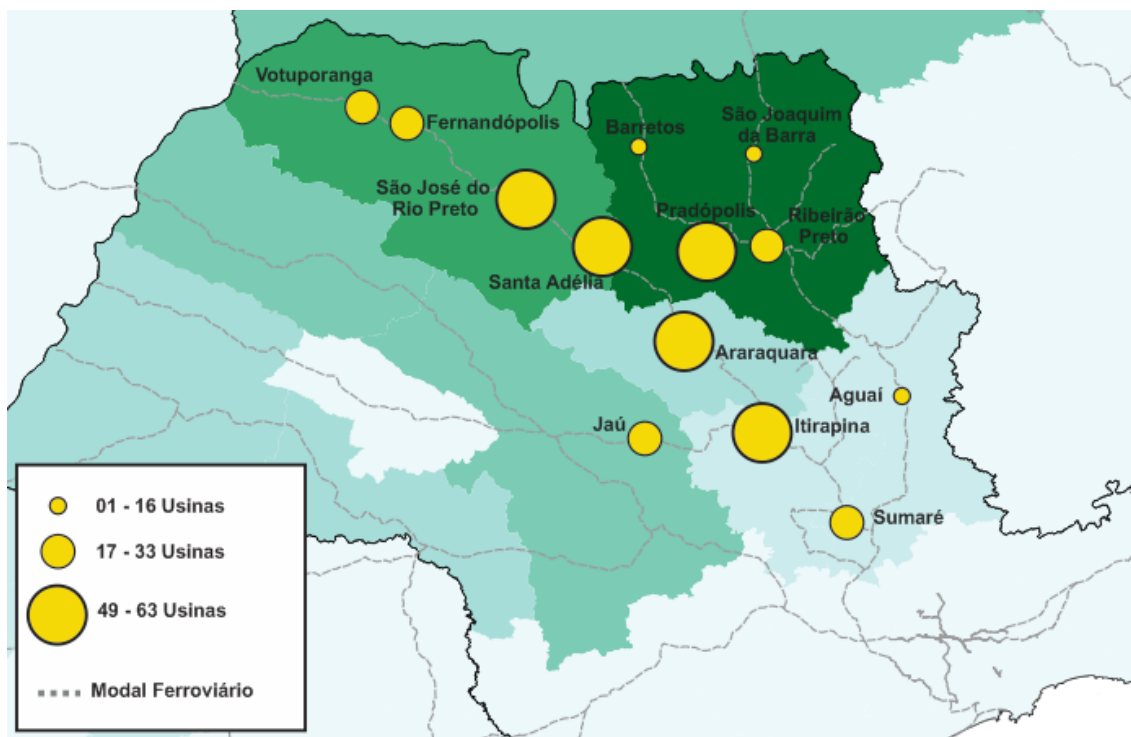 Votuporanga
Fernandópolis
Barretos
São Joaquim
da Barra
São José do
Rio Preto
Pradópolis
Ribeirão
Preto
Santa Adélia
Araraquara
Aguaí
Jaú
Itirapina
Sumaré
01 - 16 Usinas
17 - 33 Usinas
49 - 63 Usinas
Modal Ferroviário